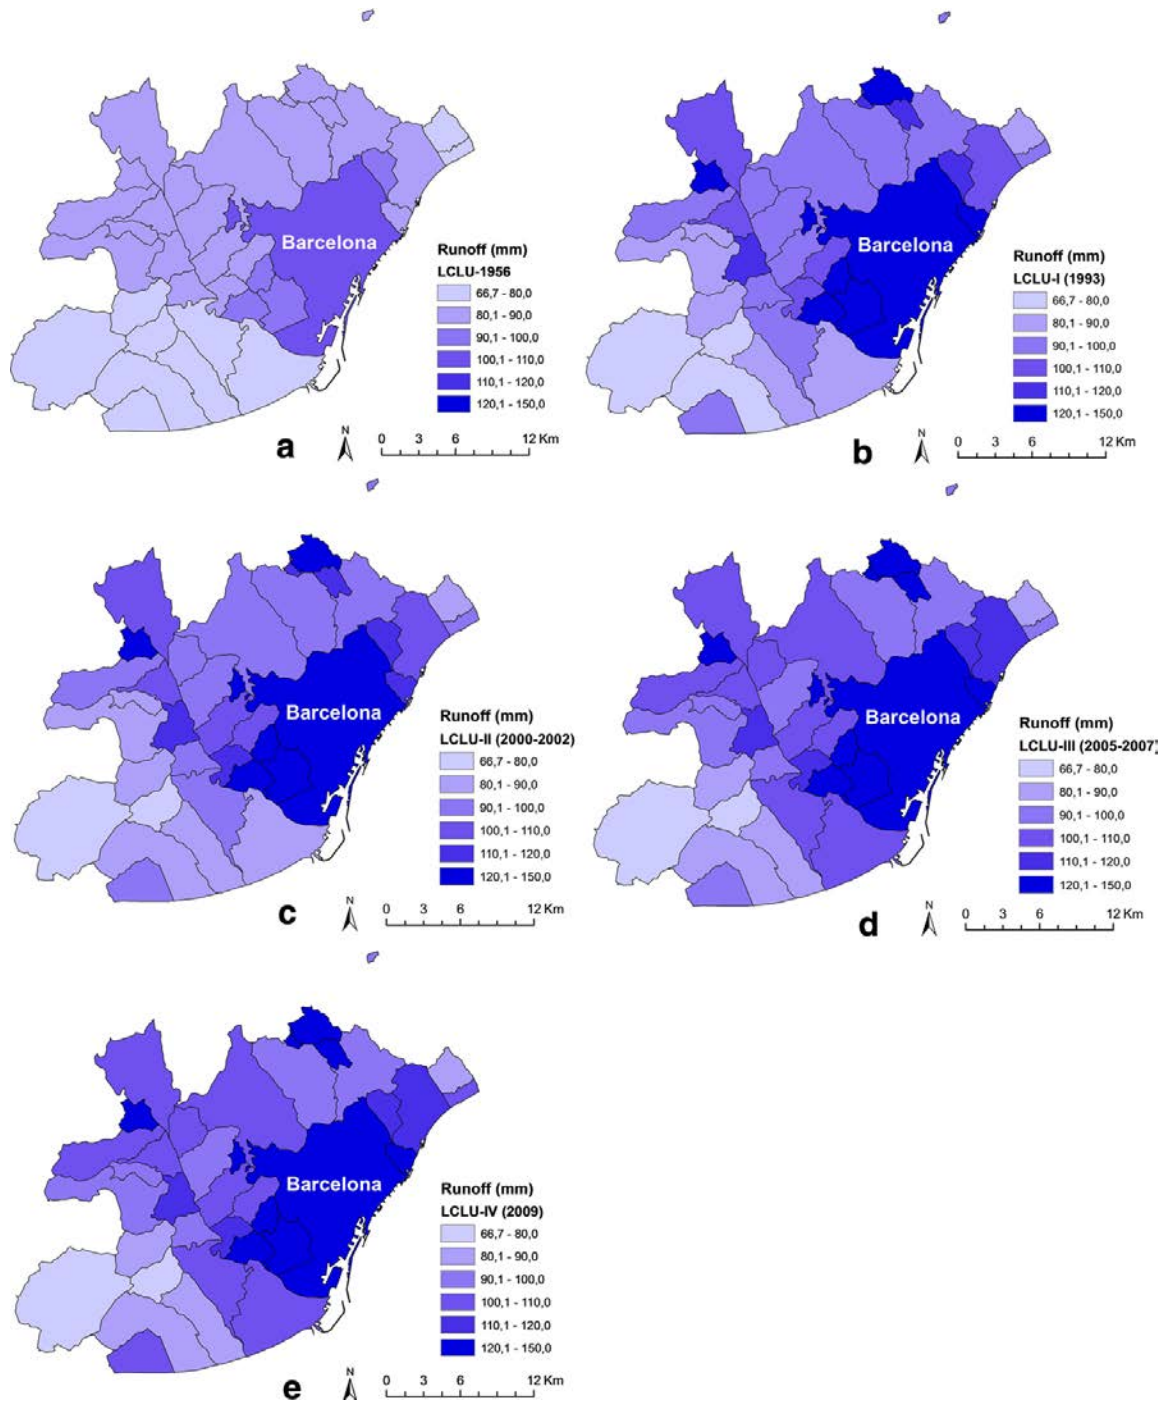 Barcelona
Runoff (mm)
LCLU-1956
66,7 - 80,0
80,1 - 90,0
90,1 - 100,0
100,1 - 110,0
110,1 - 120,0
120,1 - 150,0
a
N
0 3 6 12 Km
Barcelona
Runoff (mm)
LCLU-I (1993)
66,7 - 80,0
80,1 - 90,0
90,1 - 100,0
100,1 - 110,0
110,1 - 120,0
120,1 - 150,0
b
N
0 3 6 12 Km
Barcelona
Runoff (mm)
LCLU-II (2000-2002)
66,7 - 80,0
80,1 - 90,0
90,1 - 100,0
100,1 - 110,0
110,1 - 120,0
120,1 - 150,0
c
N
0 3 6 12 Km
Barcelona
Runoff (mm)
LCLU-III (2005-2007)
66,7 - 80,0
80,1 - 90,0
90,1 - 100,0
100,1 - 110,0
110,1 - 120,0
120,1 - 150,0
d
N
0 3 6 12 Km
Barcelona
Runoff (mm)
LCLU-IV (2009)
66,7 - 80,0
80,1 - 90,0
90,1 - 100,0
100,1 - 110,0
110,1 - 120,0
120,1 - 150,0
e
N
0 3 6 12 Km